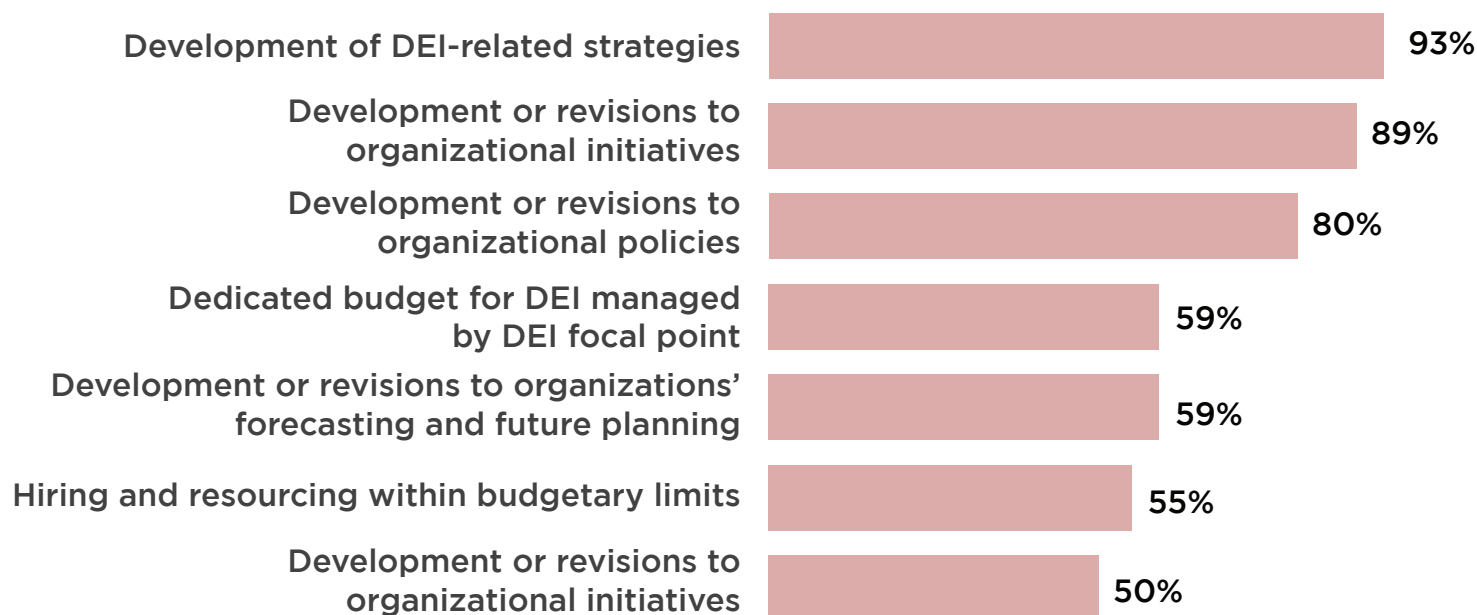 Development of DEI-related strategies
93%
Development or revisions to
organizational initiatives
89%
Development or revisions to
organizational policies
80%
Dedicated budget for DEI managed
by DEI focal point
59%
Development or revisions to organizations’
forecasting and future planning
59%
Hiring and resourcing within budgetary limits
55%
Development or revisions to
organizational initiatives
50%